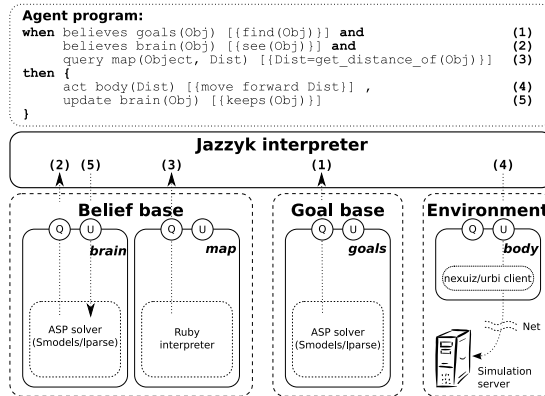 Agent program:
when believes goals(Obj) [{find(Obj)}] and (1)
believes brain(Obj) [{see(Obj)}] and (2)
query map(Object, Dist) [{Dist=get_distance_of(Obj)}] (3)
then {
act body(Dist) [{move forward Dist}] , (4)
update brain(Obj) [{keeps(Obj)}] (5)
}
Jazzyk interpreter
(2) (5) (3) (1) (4)
Belief base Goal base Environment
Q U Q U Q U Q U
brain map goals body
nexuiz/urbi client
ASP solver
(Smodels/lparse)
Ruby
interpreter
ASP solver
(Smodels/lparse)
Net
Simulation
server